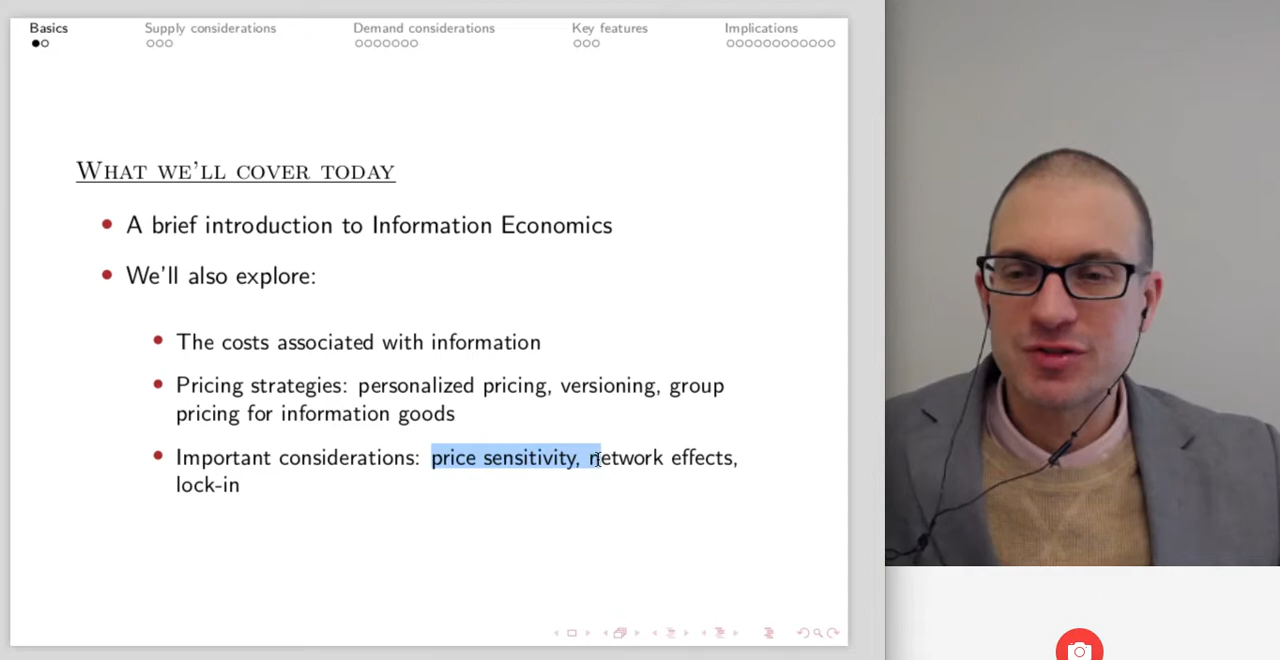 Basics Supply considerations Demand considerations Key features Implications
What we'll cover today
A brief introduction to Information Economics
We'll also explore:
The costs associated with information
Pricing strategies: personalized pricing, versioning, group
pricing for information goods
Important considerations: price sensitivity, network effects,
lock-in